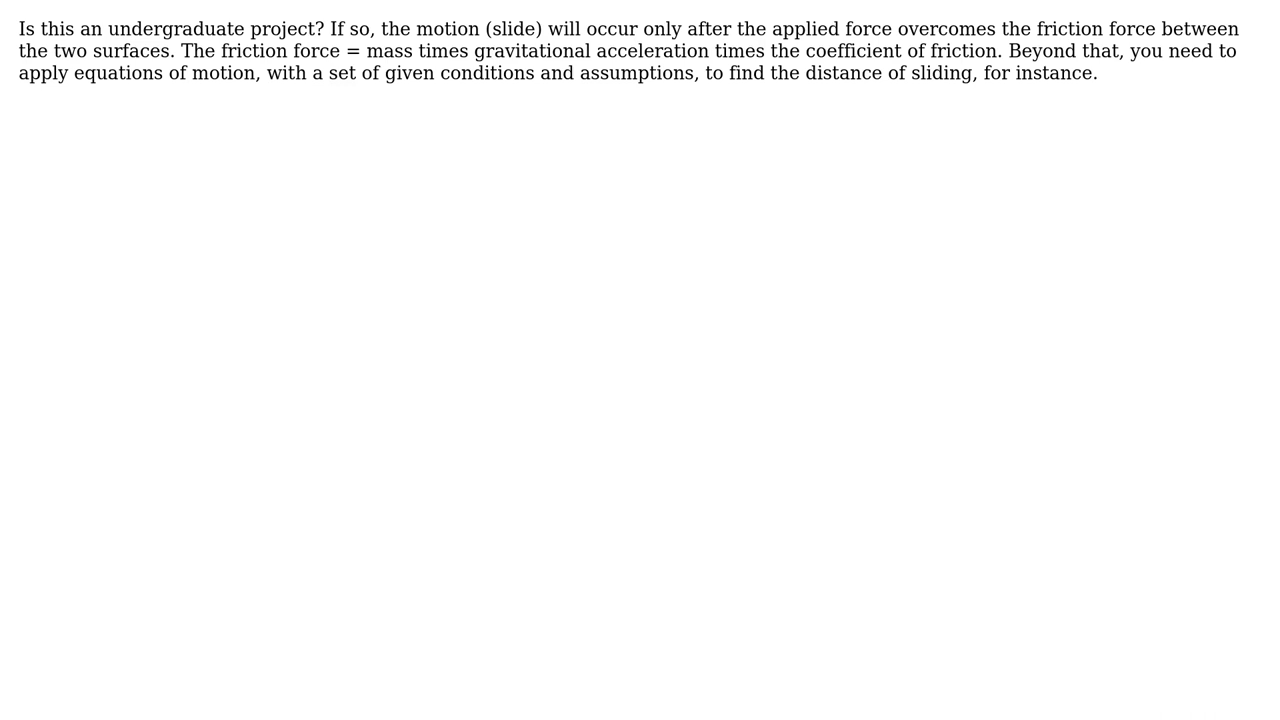 Is this an undergraduate project? If so, the motion (slide) will occur only after the applied force overcomes the friction force between
the two surfaces. The friction force = mass times gravitational acceleration times the coefficient of friction. Beyond that, you need to
apply equations of motion, with a set of given conditions and assumptions, to find the distance of sliding, for instance.